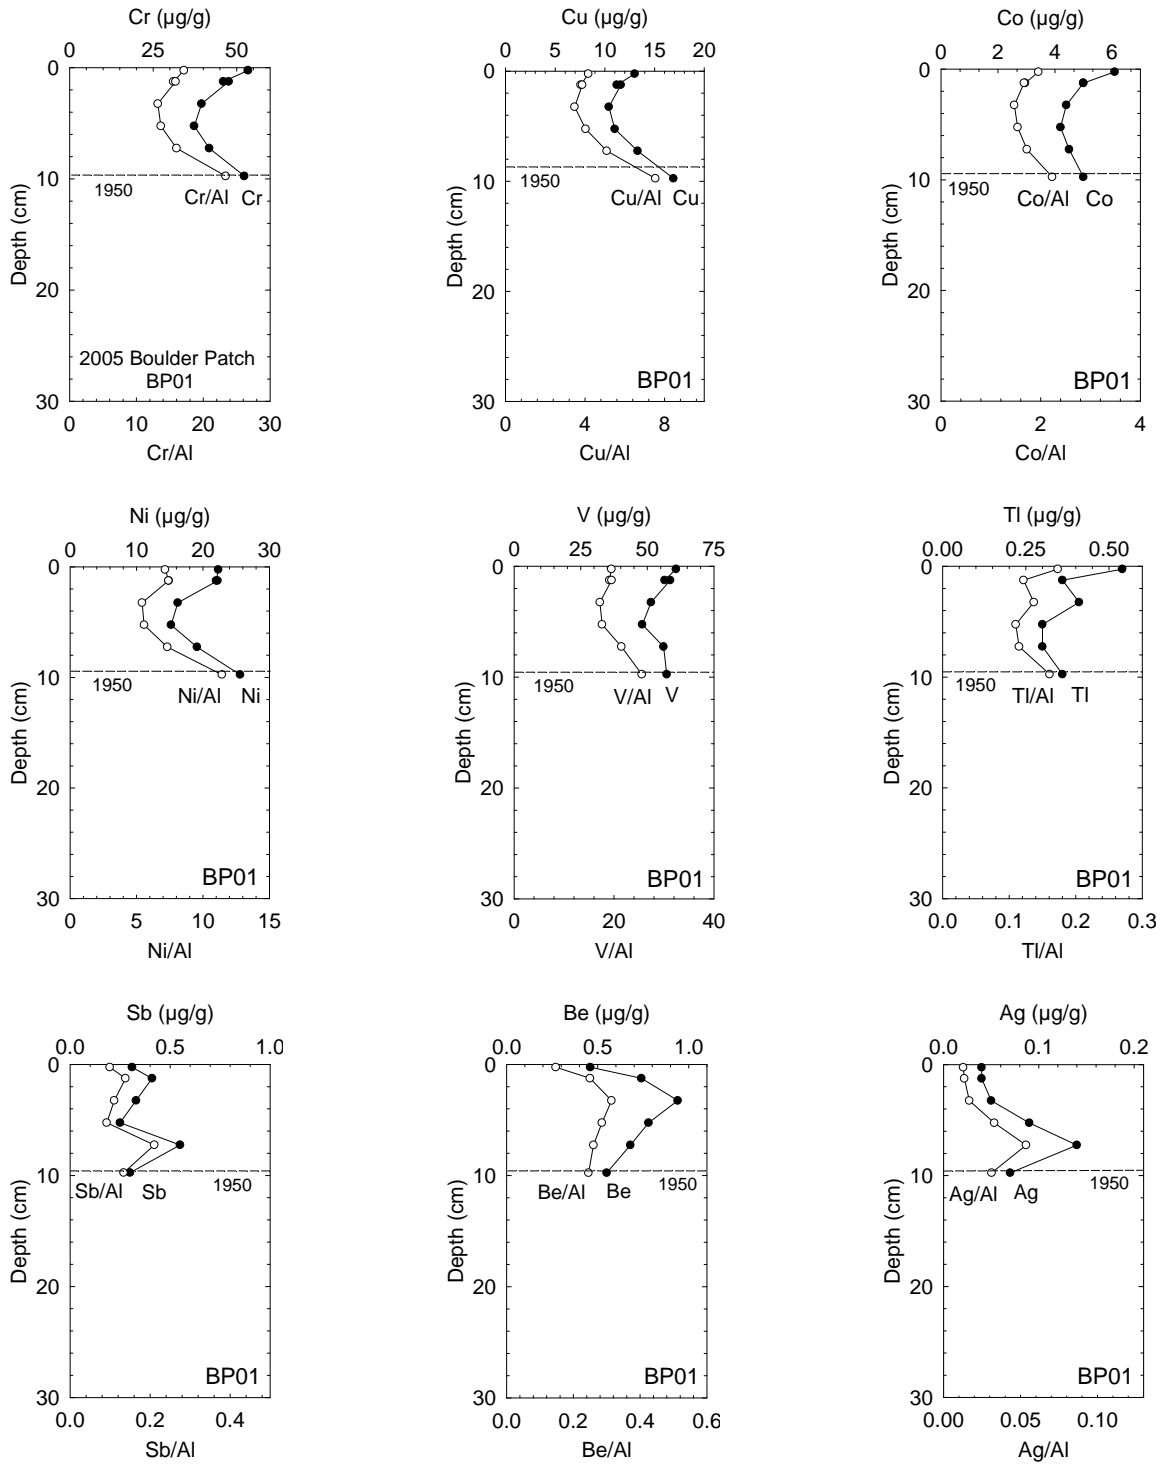 Cr (µg/g)
0 25 50
0
10
20
30
Depth (cm)
1950
Cr/Al Cr
2005 Boulder Patch
BP01
0 10 20 30
Cr/Al
Cu (µg/g)
0 5 10 15 20
0
10
20
30
Depth (cm)
1950
Cu/Al Cu
BP01
0 4 8
Cu/Al
Co (µg/g)
0 2 4 6
0
10
20
30
Depth (cm)
1950
Co/Al Co
BP01
0 2 4
Co/Al
Ni (µg/g)
0 10 20 30
0
10
20
30
Depth (cm)
1950
Ni/Al Ni
BP01
0 5 10 15
Ni/Al
V (µg/g)
0 25 50 75
0
10
20
30
Depth (cm)
1950
V/Al V
BP01
0 20 40
V/Al
Tl (µg/g)
0.00 0.25 0.50
0
10
20
30
Depth (cm)
1950
Tl/Al Tl
BP01
0.0 0.1 0.2 0.3
Tl/Al
Sb (µg/g)
0.0 0.5 1.0
0
10
20
30
Depth (cm)
1950
Sb/Al Sb
BP01
0.0 0.2 0.4
Sb/Al
Be (µg/g)
0.0 0.5 1.0
0
10
20
30
Depth (cm)
1950
Be/Al Be
BP01
0.0 0.2 0.4 0.6
Be/Al
Ag (µg/g)
0.0 0.1 0.2
0
10
20
30
Depth (cm)
1950
Ag/Al Ag
BP01
0.00 0.05 0.10
Ag/Al